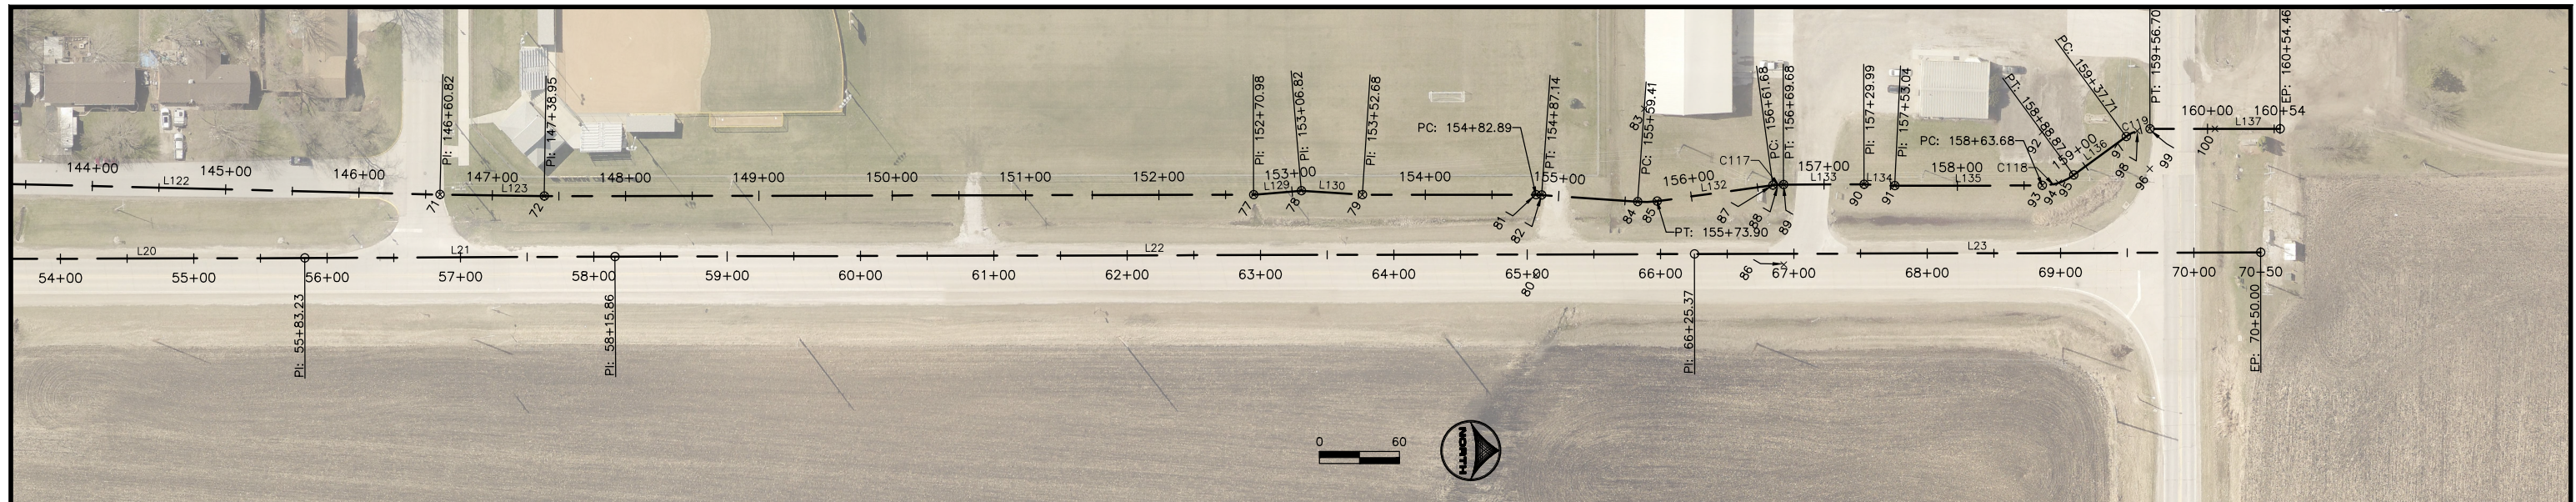 PI: 146+60.82
PI: 147+38.95
PI: 152+70.98
PI: 153+06.82
PI: 153+52.68
PC: 154+82.89
PT: 154+87.14
83
PC: 155+59.41
PC: 156+61.68
PT: 156+69.68
PI: 157+29.99
PI: 157+53.04
PC: 158+63.68
PT: 158+88.87
PC: 159+37.71
PT: 159+56.70
EP: 160+54.46
144+00
L122
145+00
146+00
71
147+00
L123
72
148+00
149+00
150+00
151+00
152+00
77
L129
153+00
78
L130
79
154+00
81
82
155+00
84
85
PT: 155+73.90
156+00
L132
C117
87
88
89
157+00
L133
90
L134
91
158+00
L135
C118
92
93
94
95
159+00
L136
97
98
C119
96
99
160+00
100
L137
160+54
L20
54+00
55+00
56+00
PI: 55+83.23
L21
57+00
58+00
PI: 58+15.86
59+00
60+00
61+00
L22
62+00
63+00
64+00
65+00
80
66+00
PI: 66+25.37
86
67+00
68+00
L23
69+00
70+00
70+50
EP: 70+50.00
0
60
NORTH